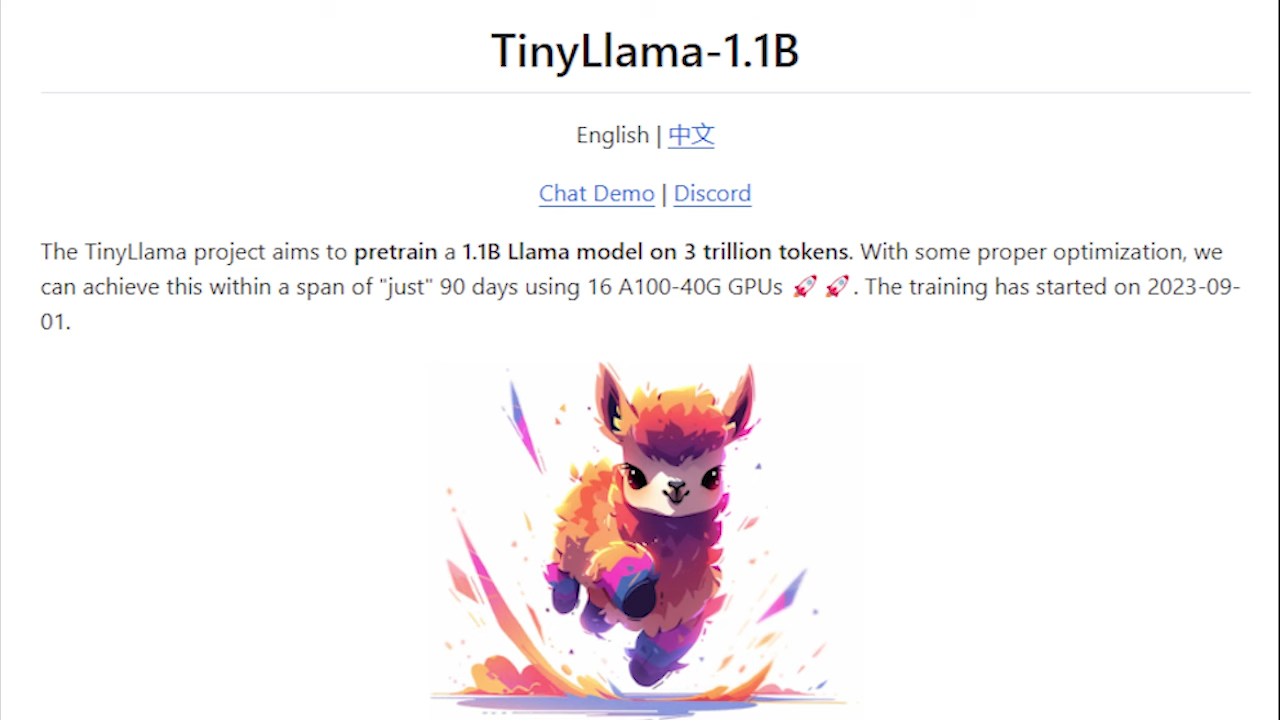 TinyLlama-1.1B
English | 中文
Chat Demo | Discord
The TinyLlama project aims to pretrain a 1.1B Llama model on 3 trillion tokens. With some proper optimization, we
can achieve this within a span of "just" 90 days using 16 A100-40G GPUs 🚀🚀. The training has started on 2023-09-
01.